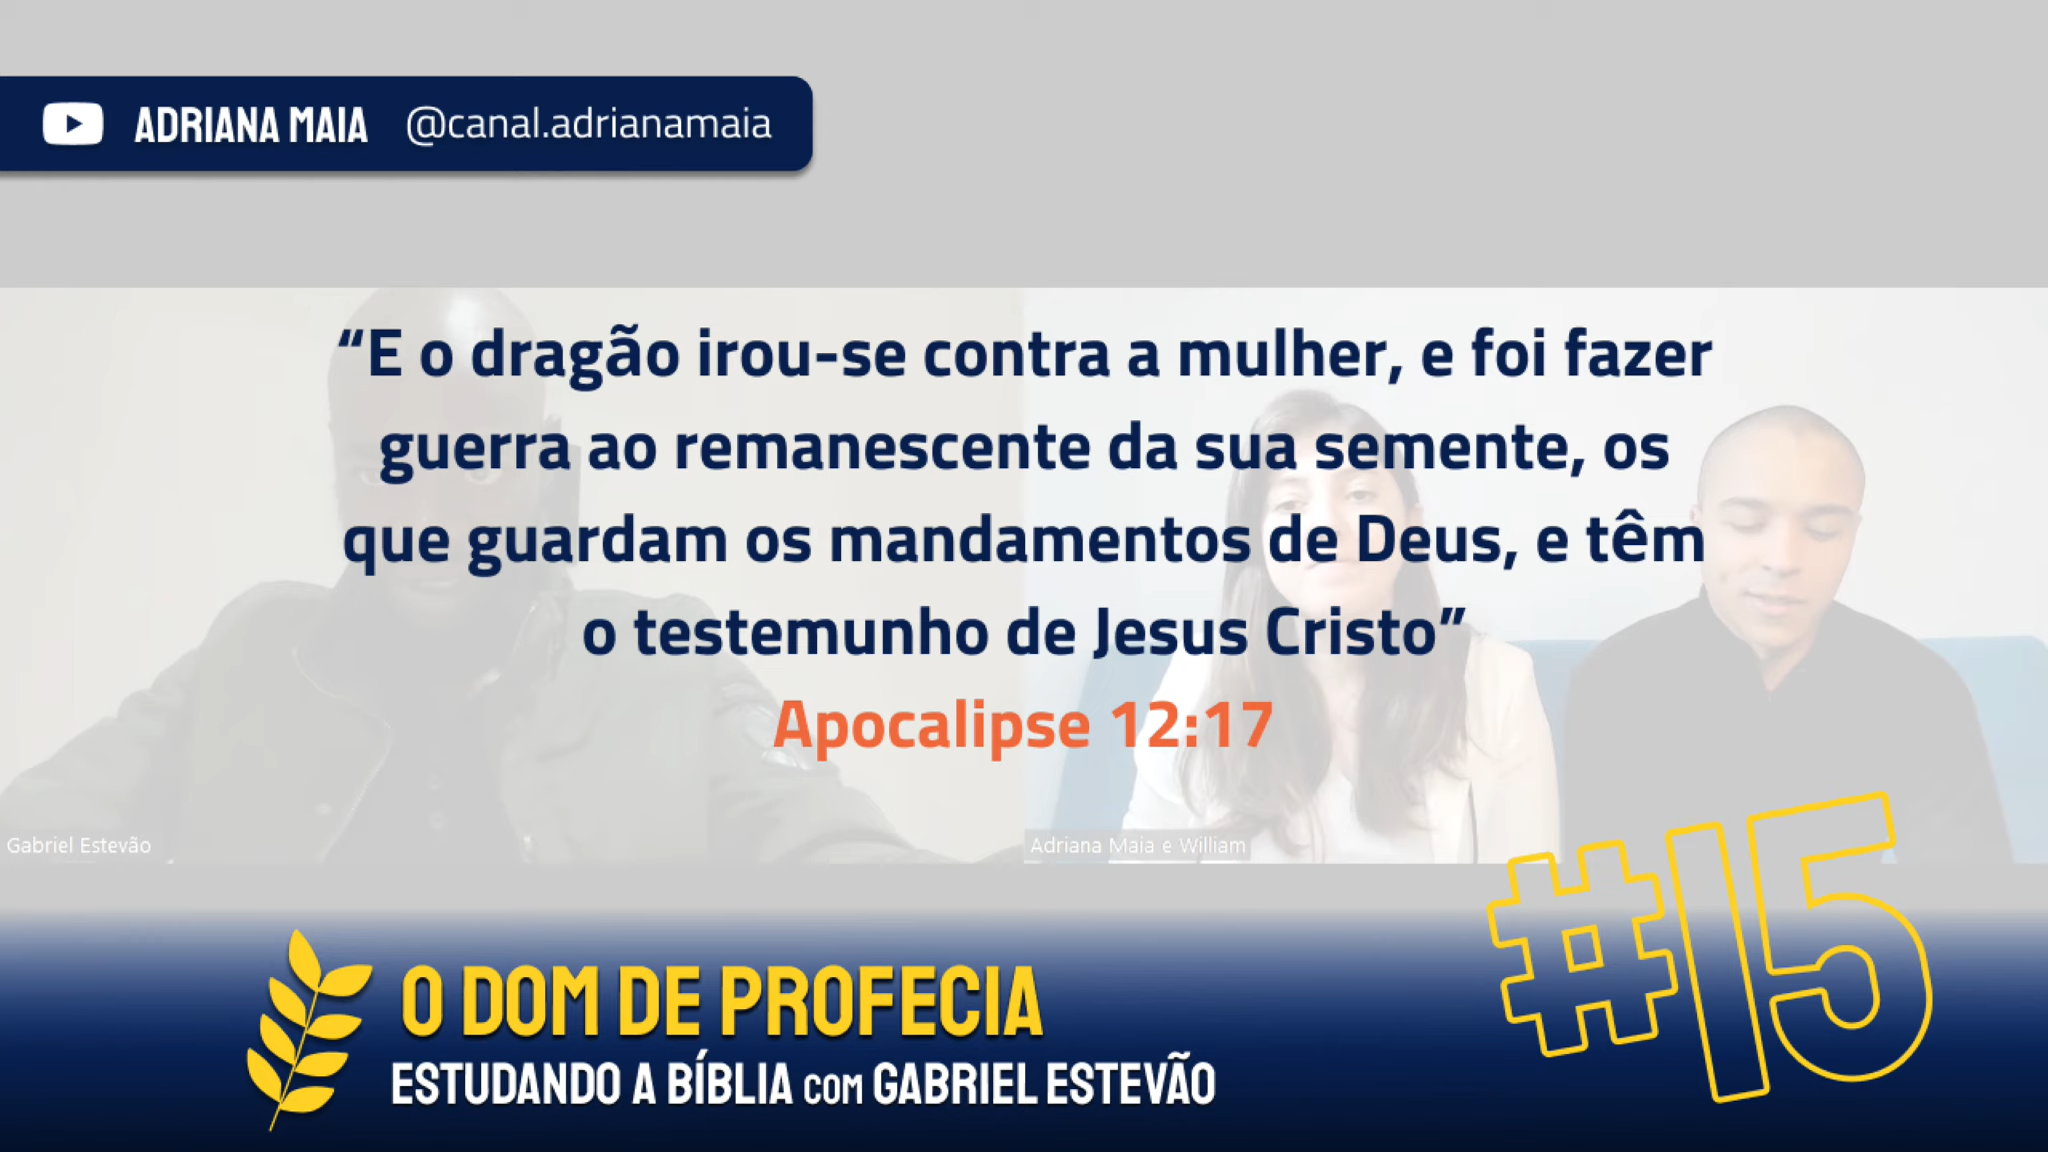 ADRIANA MAIA @canal.adrianamaia
“E o dragão irou-se contra a mulher, e foi fazer
guerra ao remanescente da sua semente, os
que guardam os mandamentos de Deus, e têm
o testemunho de Jesus Cristo”
Apocalipse 12:17
Gabriel Estevão
Adriana Maia e William
#15
O DOM DE PROFECIA
ESTUDANDO A BÍBLIA COM GABRIEL ESTEVÃO